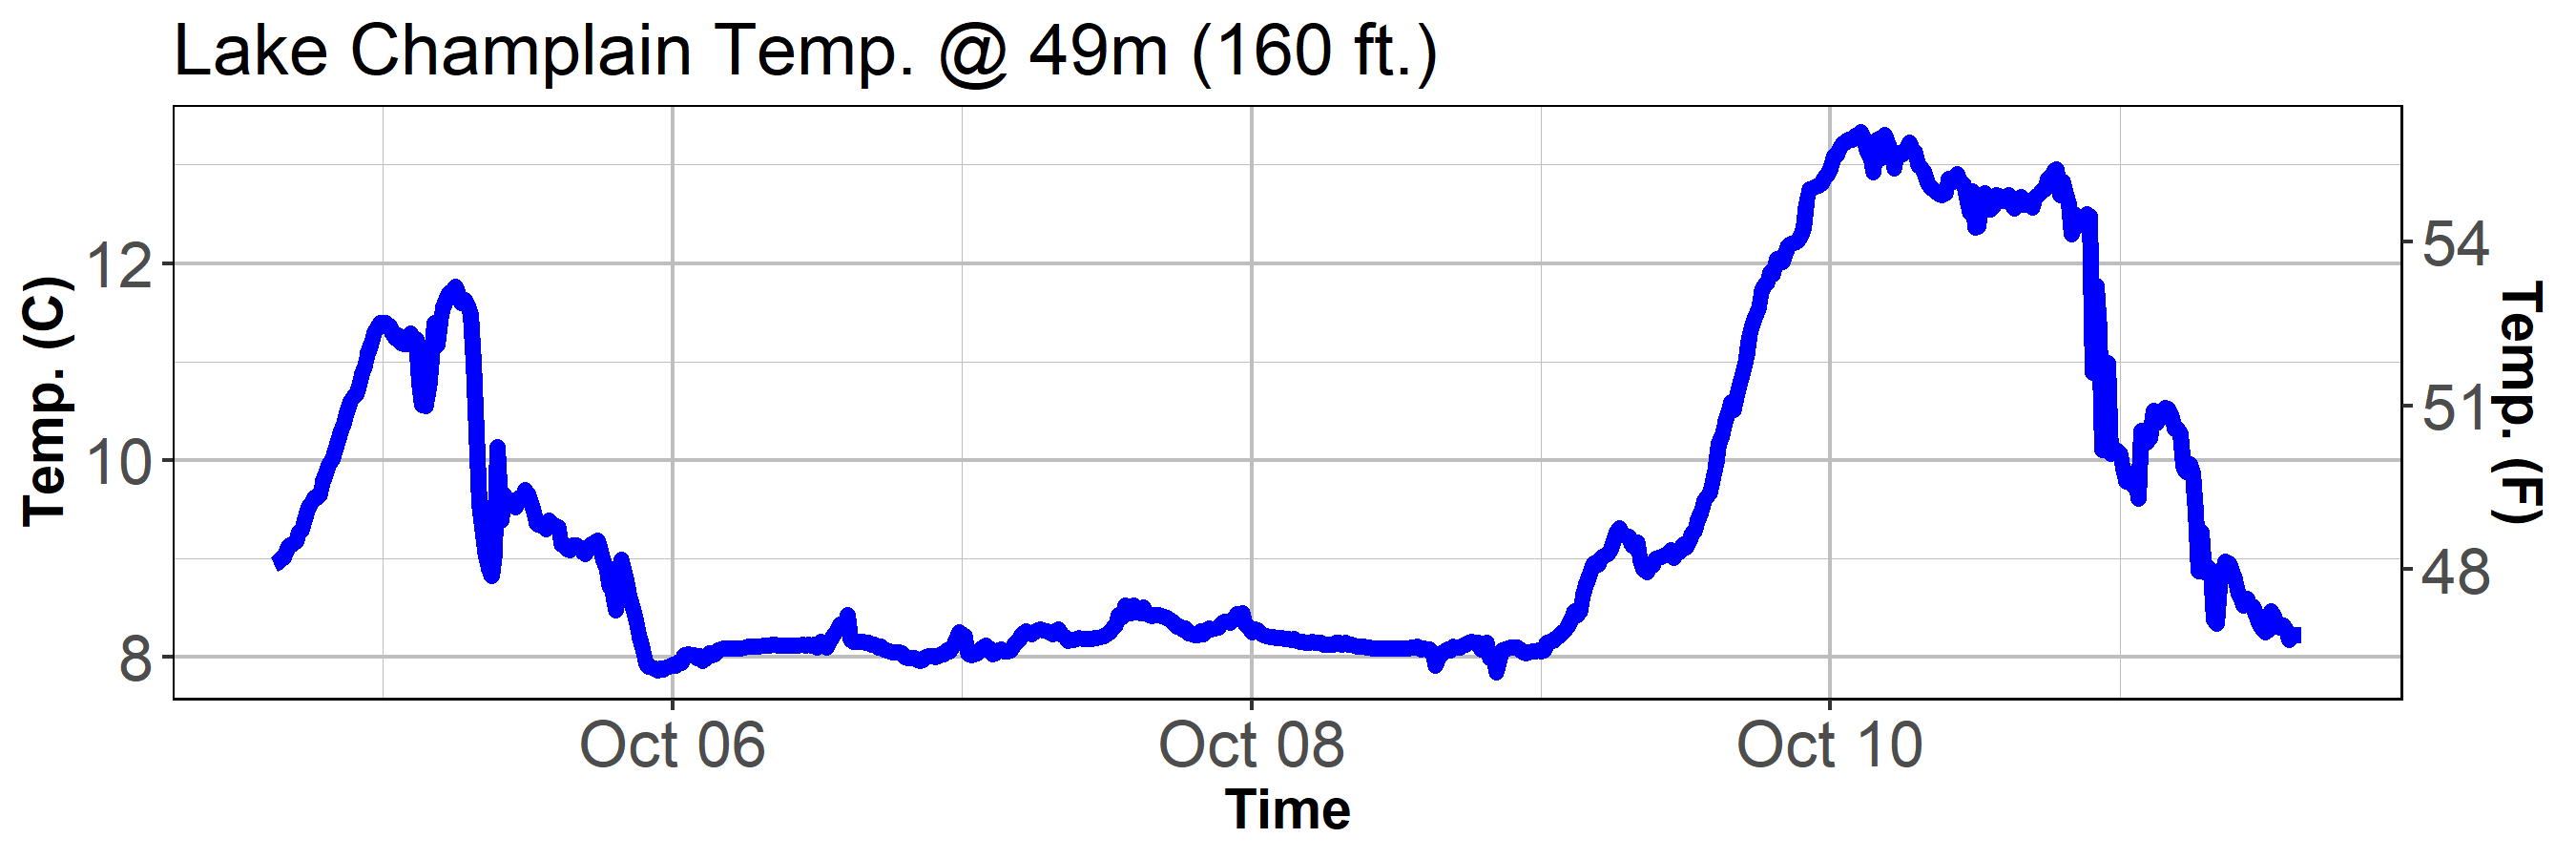 Lake Champlain Temp. @ 49m (160 ft.)
Temp. (C)
12
10
8
54
51
48
Temp. (F)
Oct 06 Oct 08 Oct 10
Time